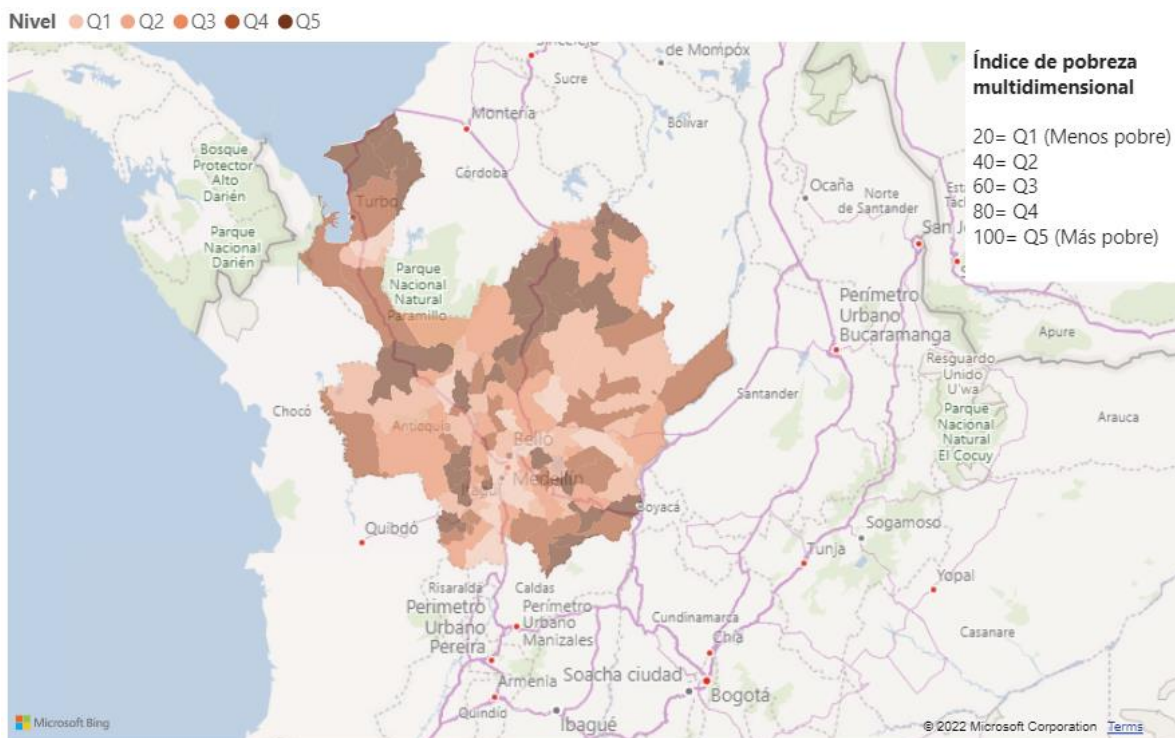 Nivel Q1 Q2 Q3 Q4 Q5
Índice de pobreza
multidimensional
20= Q1 (Menos pobre)
40= Q2
60= Q3
80= Q4
100= Q5 (Más pobre)
de Mompóx
Sucre
Montería
Bolívar
Bosque
Protector
Alto
Darién
Córdoba
Ocaña
Norte
de Santander
Turbo
Parque
Nacional
Darién
Parque
Nacional
Natural
Paramillo
Perímetro
Urbano
Bucaramanga
Apure
Resguardo
Unido
U'wa
Santander
Chocó
Arauca
Parque
Nacional
Natural
El Cocuy
Antioquia
Bello
Medellín
Itagüí
Boyacá
Quibdó
Sogamoso
Tunja
Yopal
Risaralda
Caldas
Perímetro
Urbano
Pereira
Perímetro
Urbano
Manizales
Cundinamarca
Chía
Casanare
Armenia
Soacha ciudad
Bogotá
Quindío
Ibagué
Microsoft Bing
© 2022 Microsoft Corporation Terms